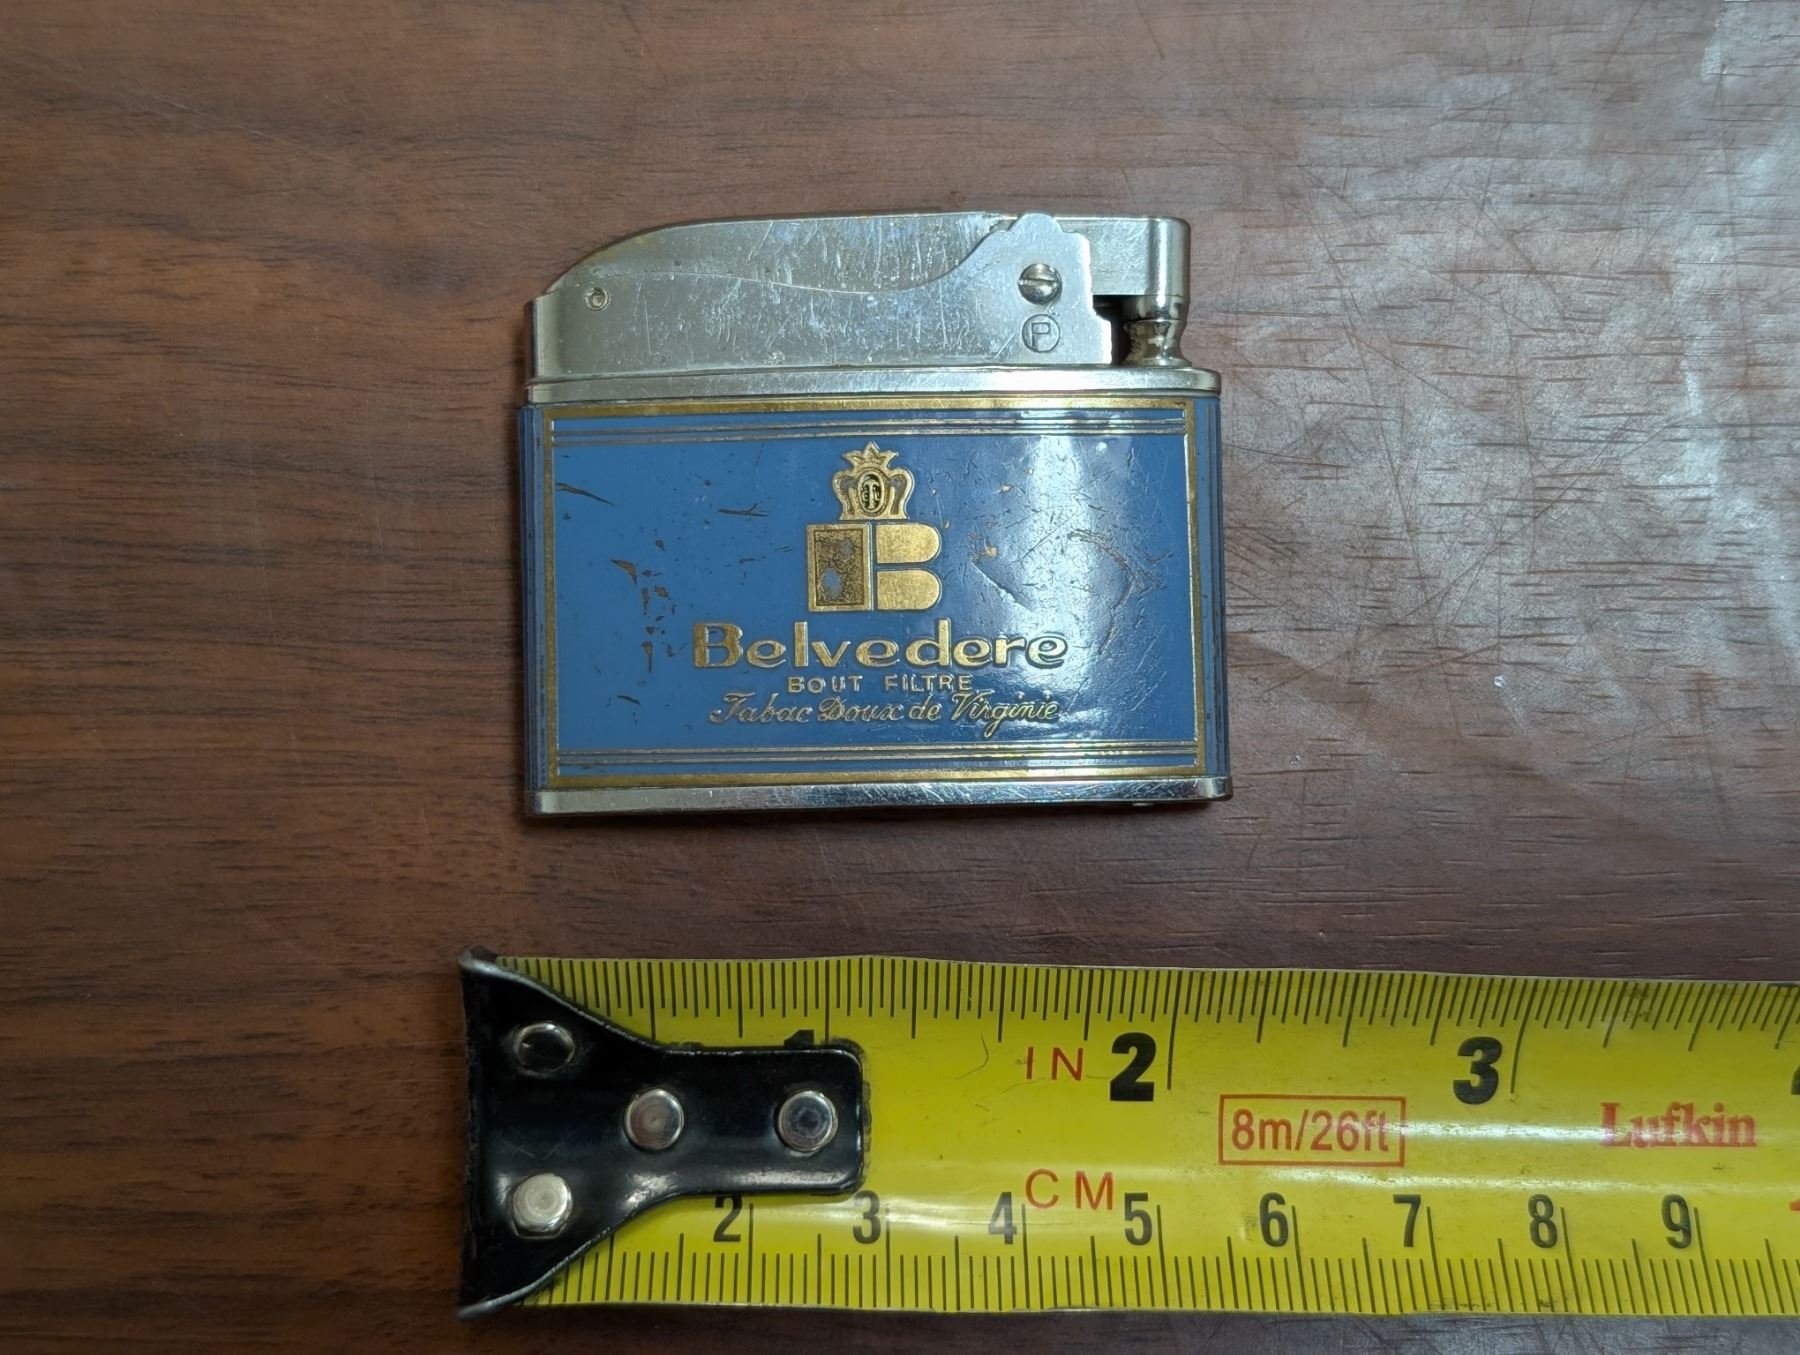 P
B
Belvedere
BOUT FILTRE
Tabac Doux de Virginie
1 IN 2 3
8m/26ft Lufkin
CM
2 3 4 5 6 7 8 9